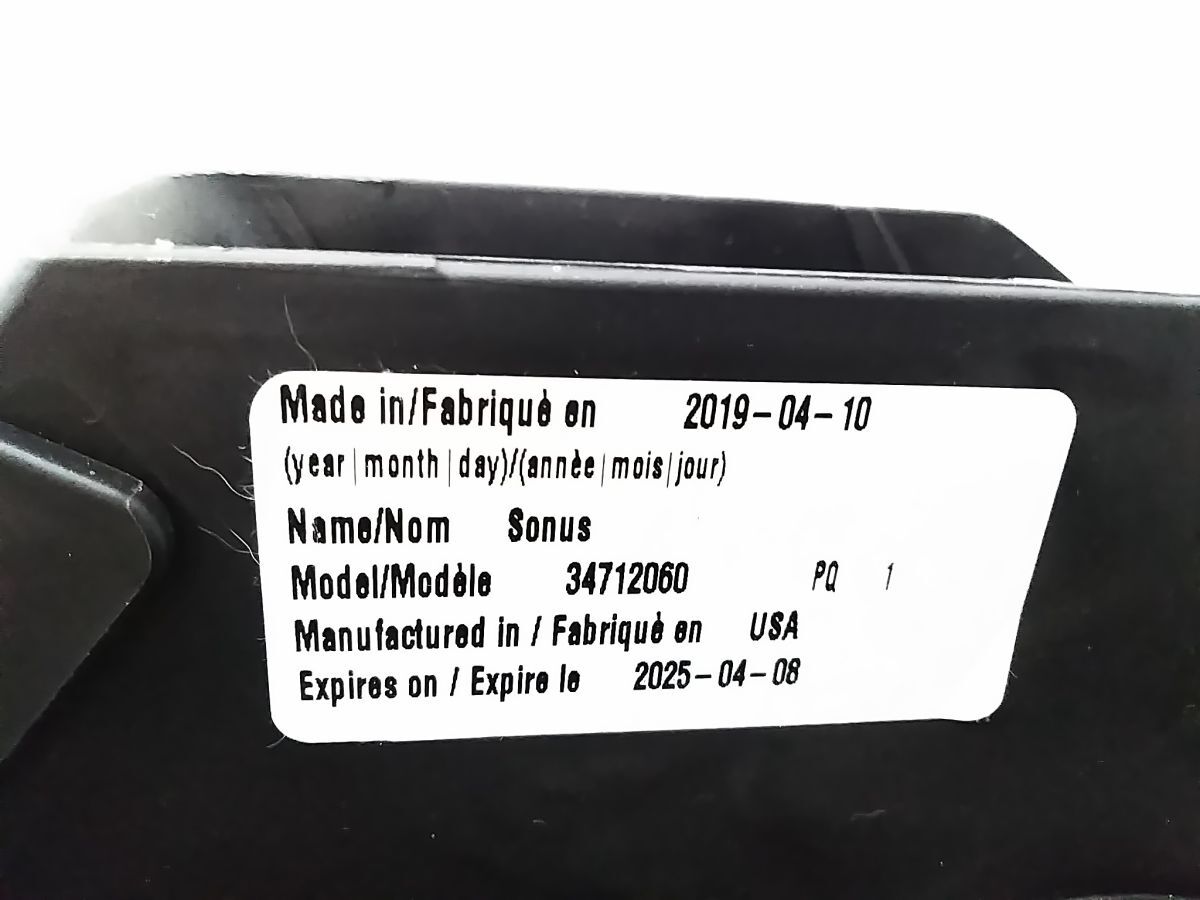 Made in/Fabriquè en 2019-04-10
(year|month|day)/(annèe|mois|jour)
Name/Nom Sonus
Model/Modèle 34712060 PQ 1
Manufactured in / Fabriquè en USA
Expires on / Expire le 2025-04-08